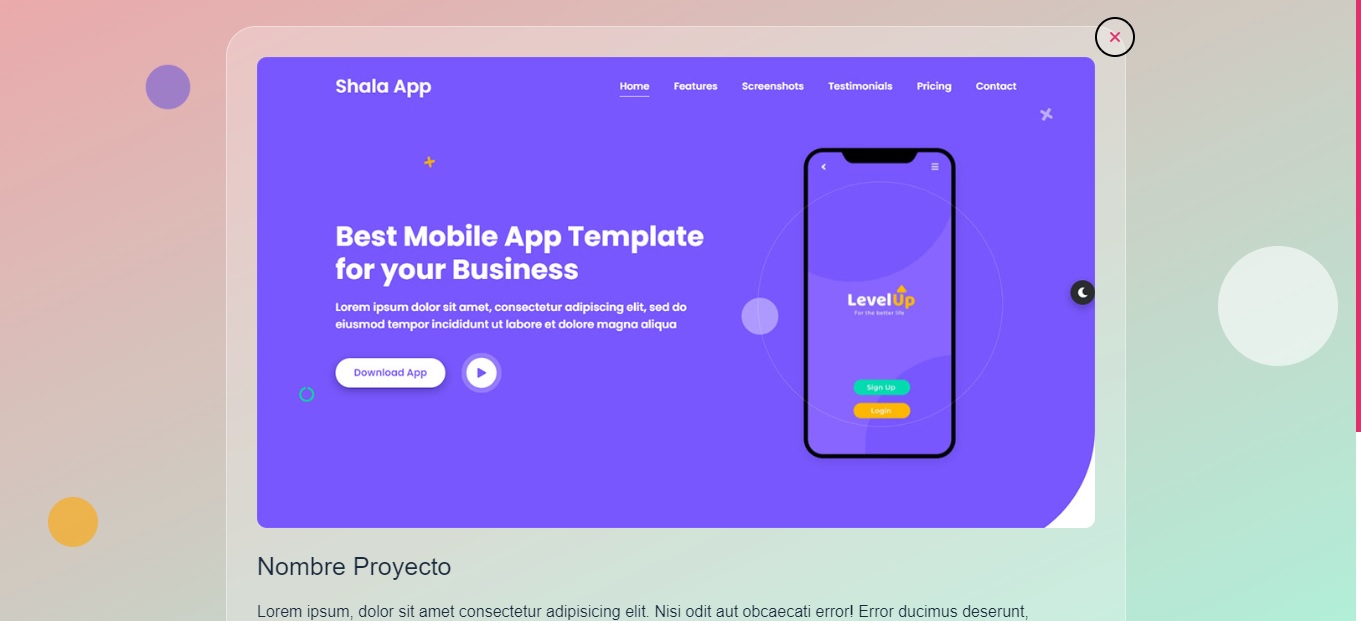 Shala App
Home Features Screenshots Testimonials Pricing Contact
Best Mobile App Template
for your Business
Lorem ipsum dolor sit amet, consectetur adipiscing elit, sed do
eiusmod tempor incididunt ut labore et dolore magna aliqua
Download App
LevelUp
For the better life
Sign Up
Login
Nombre Proyecto
Lorem ipsum, dolor sit amet consectetur adipisicing elit. Nisi odit aut obcaecati error! Error ducimus deserunt,